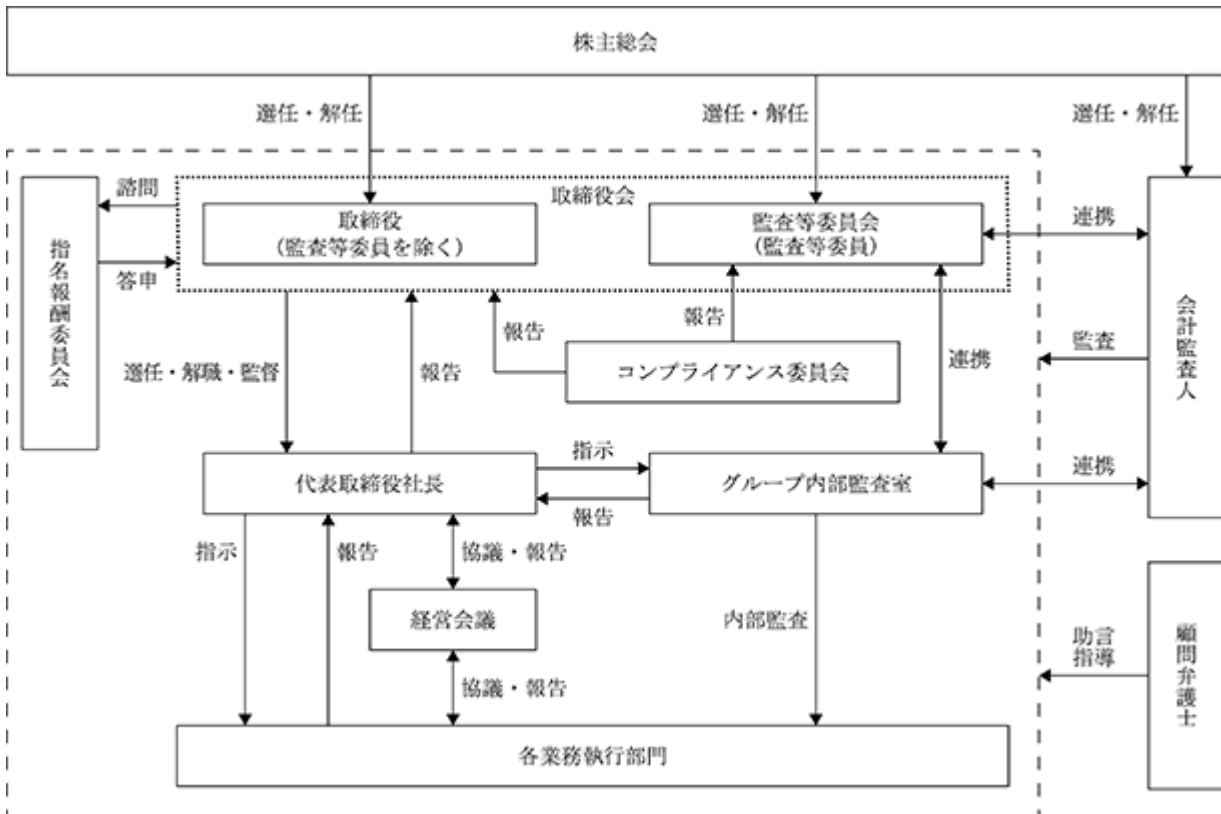 株主総会
選任・解任
選任・解任
選任・解任
諮問
答申
指名報酬委員会
取締役会
取締役
(監査等委員を除く)
監査等委員会
(監査等委員)
連携
会計監査人
報告
報告
コンプライアンス委員会
監査
選任・解職・監督
報告
連携
代表取締役社長
指示
報告
グループ内部監査室
連携
指示
報告
協議・報告
経営会議
内部監査
協議・報告
助言
指導
顧問弁護士
各業務執行部門